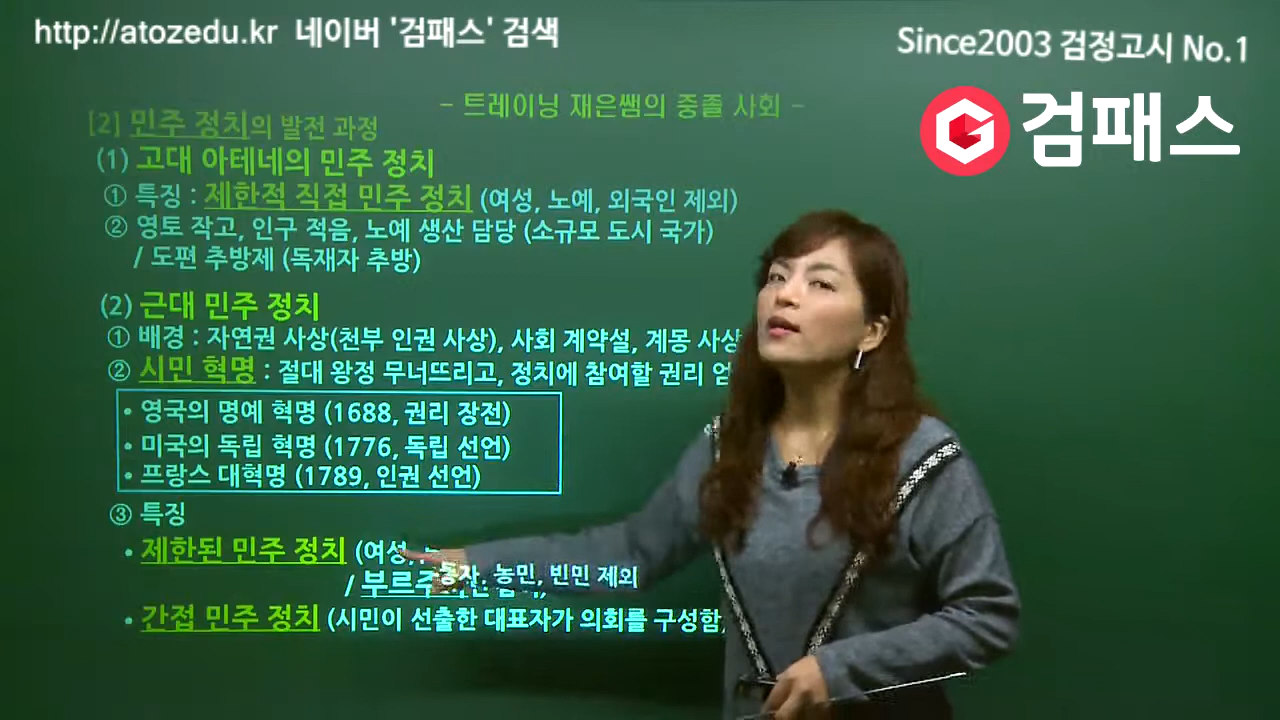 http://atozedu.kr 네이버 '검패스' 검색
Since2003 검정고시 No.1
검패스
- 트레이닝 재은쌤의 중졸 사회 -
[2] 민주 정치의 발전 과정
(1) 고대 아테네의 민주 정치
① 특징 : 제한적 직접 민주 정치 (여성, 노예, 외국인 제외)
② 영토 작고, 인구 적음, 노예 생산 담당 (소규모 도시 국가)
/ 도편 추방제 (독재자 추방)
(2) 근대 민주 정치
① 배경 : 자연권 사상(천부 인권 사상), 사회 계약설, 계몽 사상
② 시민 혁명 : 절대 왕정 무너뜨리고, 정치에 참여할 권리
• 영국의 명예 혁명 (1688, 권리 장전)
• 미국의 독립 혁명 (1776, 독립 선언)
• 프랑스 대혁명 (1789, 인권 선언)
③ 특징
• 제한된 민주 정치 (여성, 농민, 빈민 제외
/ 부르주
• 간접 민주 정치 (시민이 선출한 대표자가 의회를 구성함,